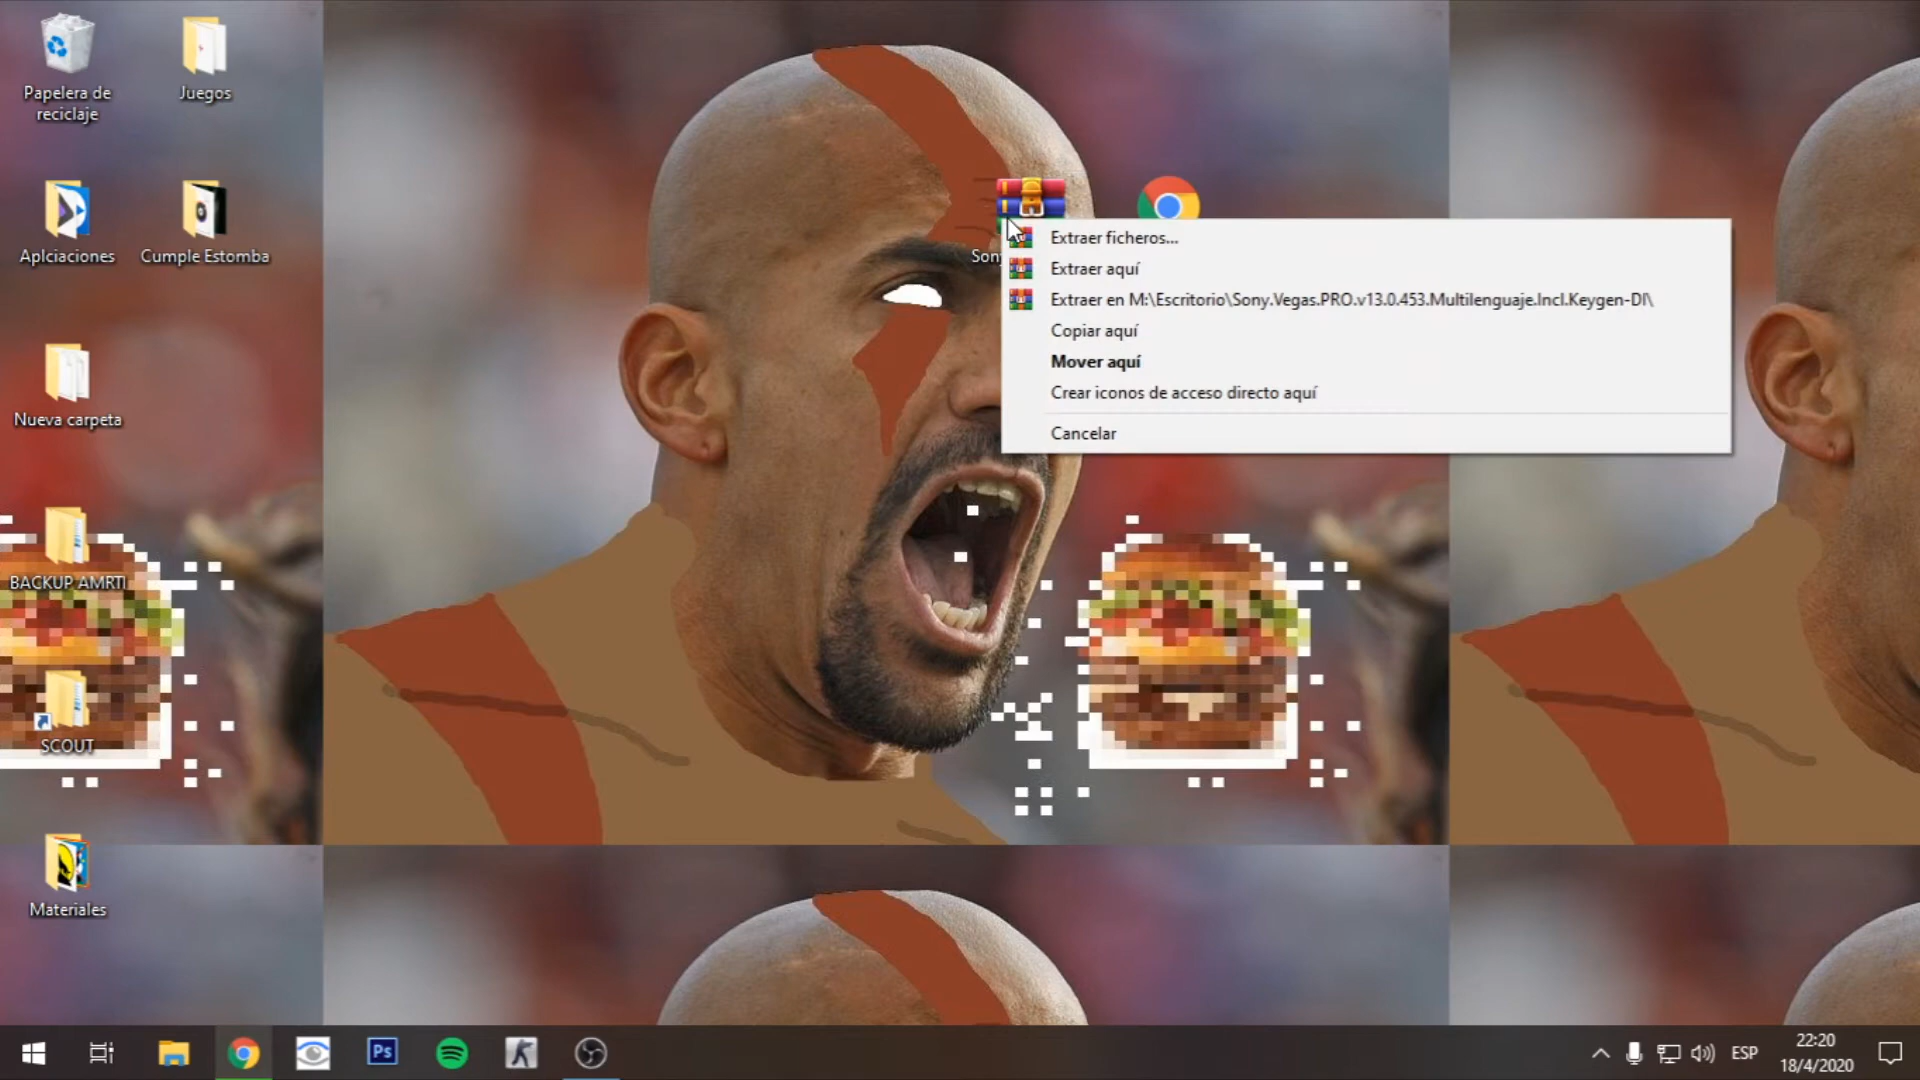 Papelera de
reciclaje
Juegos
Aplciaciones
Cumple Estomba
Nueva carpeta
BACKUP AMRTI
SCOUT
Materiales
Sony
Extraer ficheros...
Extraer aquí
Extraer en M:\Escritorio\Sony.Vegas.PRO.v13.0.453.Multilenguaje.Incl.Keygen-DI\
Copiar aquí
Mover aquí
Crear iconos de acceso directo aquí
Cancelar
Ps
ESP
22:20
18/4/2020